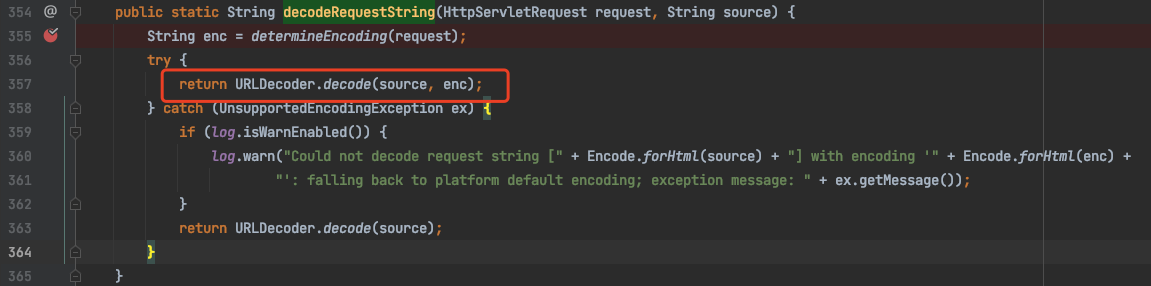 354 @ public static String decodeRequestString(HttpServletRequest request, String source) {
355 String enc = determineEncoding(request);
356 try {
357 return URLDecoder.decode(source, enc);
358 } catch (UnsupportedEncodingException ex) {
359 if (log.isWarnEnabled()) {
360 log.warn("Could not decode request string [" + Encode.forHtml(source) + "] with encoding '" + Encode.forHtml(enc) +
361 "': falling back to platform default encoding; exception message: " + ex.getMessage());
362 }
363 return URLDecoder.decode(source);
364 }
365 }